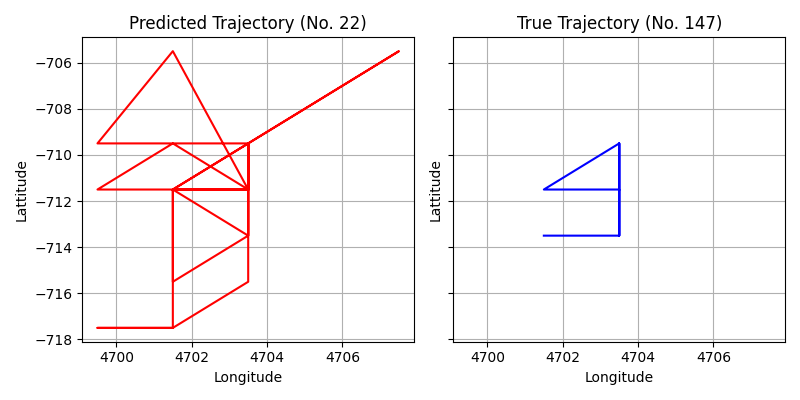 Predicted Trajectory (No. 22)
−706
−708
−710
−712
−714
−716
−718
Lattitude
4700 4702 4704 4706
Longitude
True Trajectory (No. 147)
Lattitude
4700 4702 4704 4706
Longitude